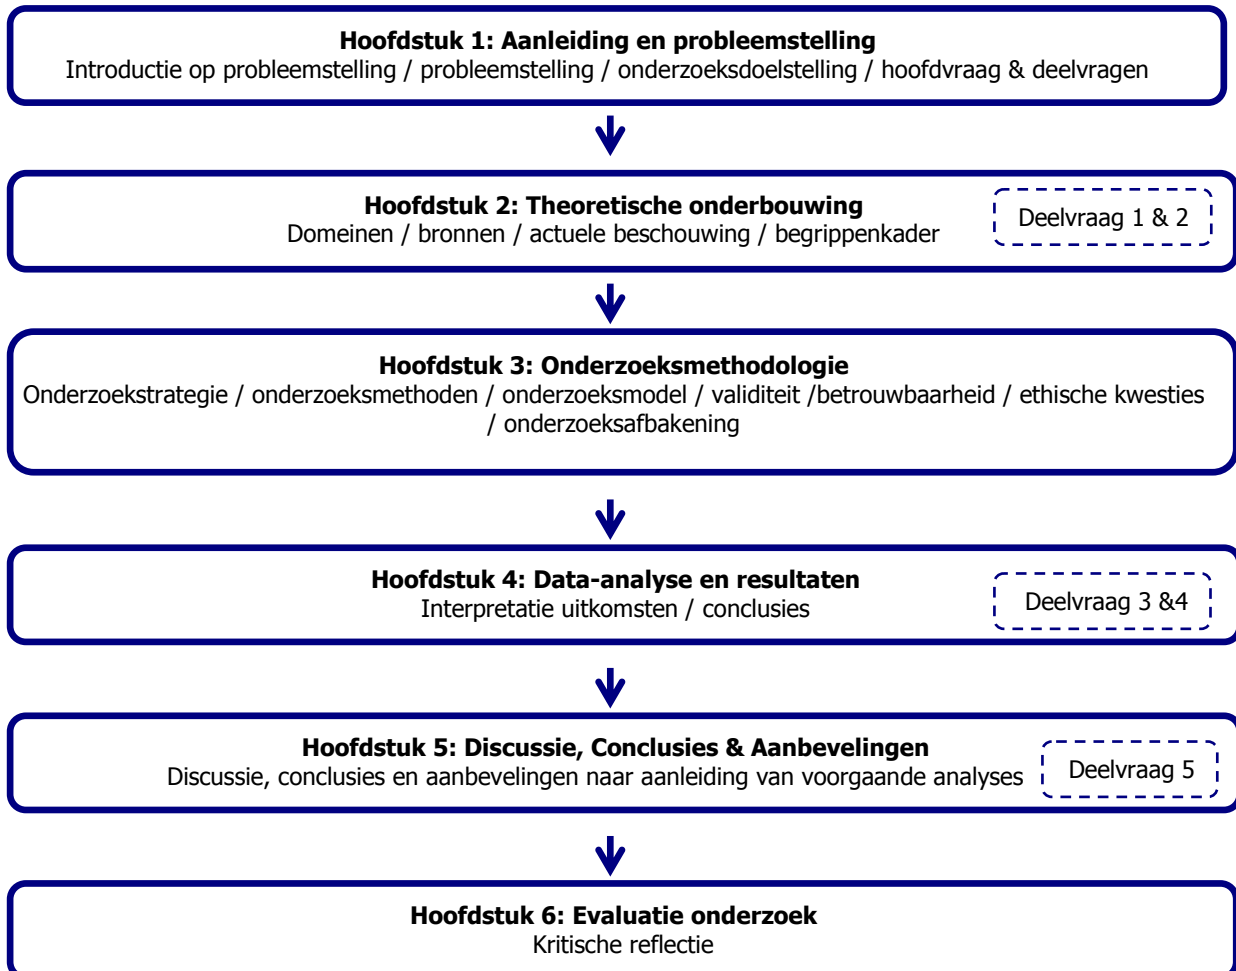 Hoofdstuk 1: Aanleiding en probleemstelling
Introductie op probleemstelling / probleemstelling / onderzoeksdoelstelling / hoofdvraag & deelvragen
Hoofdstuk 2: Theoretische onderbouwing
Domeinen / bronnen / actuele beschouwing / begrippenkader
Deelvraag 1 & 2
Hoofdstuk 3: Onderzoeksmethodologie
Onderzoekstrategie / onderzoeksmethoden / onderzoeksmodel / validiteit /betrouwbaarheid / ethische kwesties
/ onderzoeksafbakening
Hoofdstuk 4: Data-analyse en resultaten
Interpretatie uitkomsten / conclusies
Deelvraag 3 &4
Hoofdstuk 5: Discussie, Conclusies & Aanbevelingen
Discussie, conclusies en aanbevelingen naar aanleiding van voorgaande analyses
Deelvraag 5
Hoofdstuk 6: Evaluatie onderzoek
Kritische reflectie